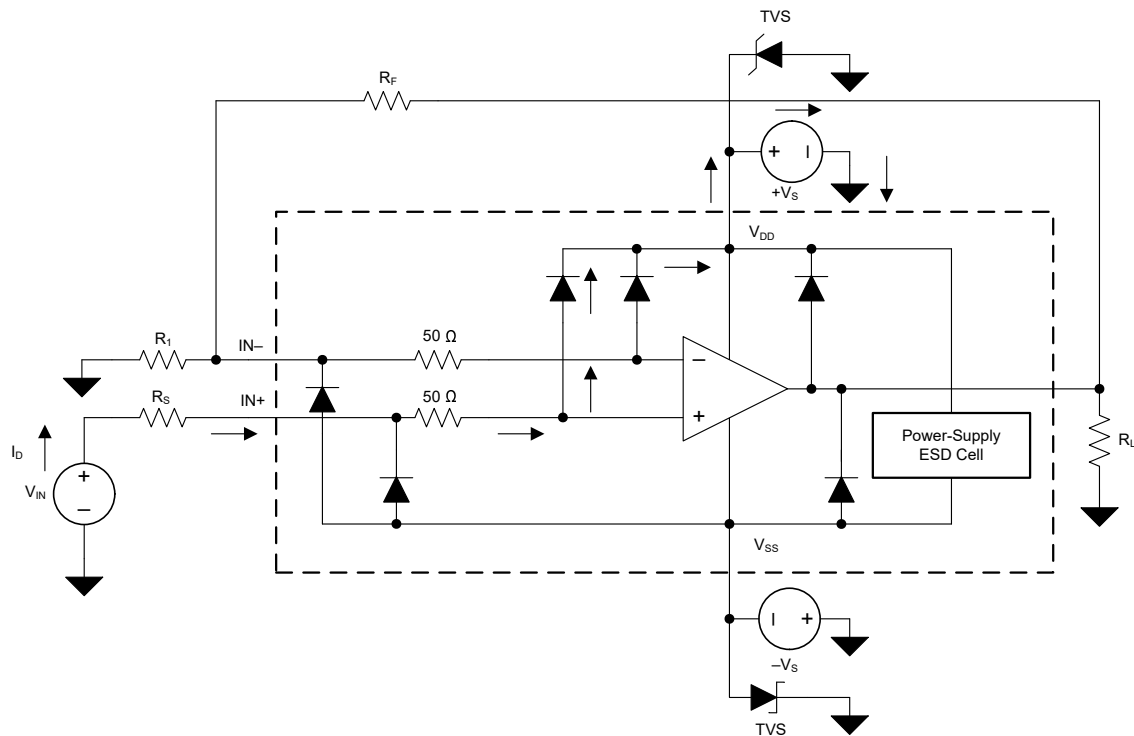 TVS
R_F
+
–
+V_S
V_DD
R_1
IN–
50 Ω
–
R_S
IN+
50 Ω
+
Power-Supply
ESD Cell
R_L
I_D
+
V_IN
–
V_SS
–
+
–V_S
TVS